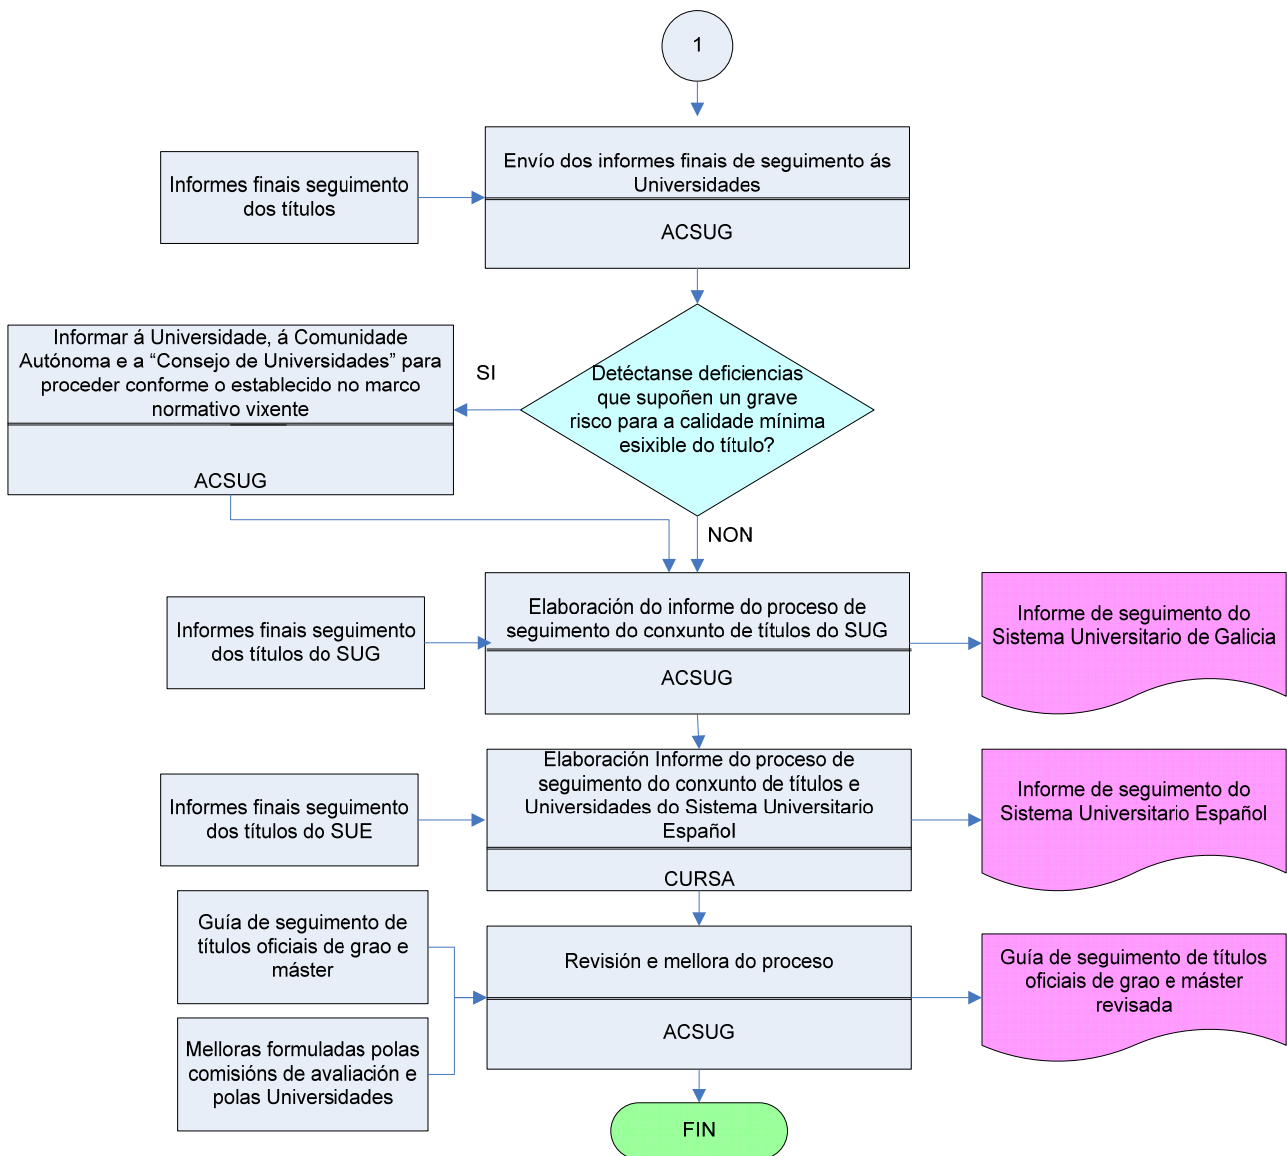 1
Envío dos informes finais de seguimento ás
Universidades
ACSUG
Informes finais seguimento
dos títulos
Detéctanse deficiencias
que supoñen un grave
risco para a calidade mínima
esixible do título?
SI
Informar á Universidade, á Comunidade
Autónoma e a “Consejo de Universidades” para
proceder conforme o establecido no marco
normativo vixente
ACSUG
NON
Informes finais seguimento
dos títulos do SUG
Elaboración do informe do proceso de
seguimento do conxunto de títulos do SUG
ACSUG
Informe de seguimento do
Sistema Universitario de Galicia
Informes finais seguimento
dos títulos do SUE
Elaboración Informe do proceso de
seguimento do conxunto de títulos e
Universidades do Sistema Universitario
Español
CURSA
Informe de seguimento do
Sistema Universitario Español
Guía de seguimento de
títulos oficiais de grao e
máster
Melloras formuladas polas
comisións de avaliación e
polas Universidades
Revisión e mellora do proceso
ACSUG
Guía de seguimento de títulos
oficiais de grao e máster
revisada
FIN